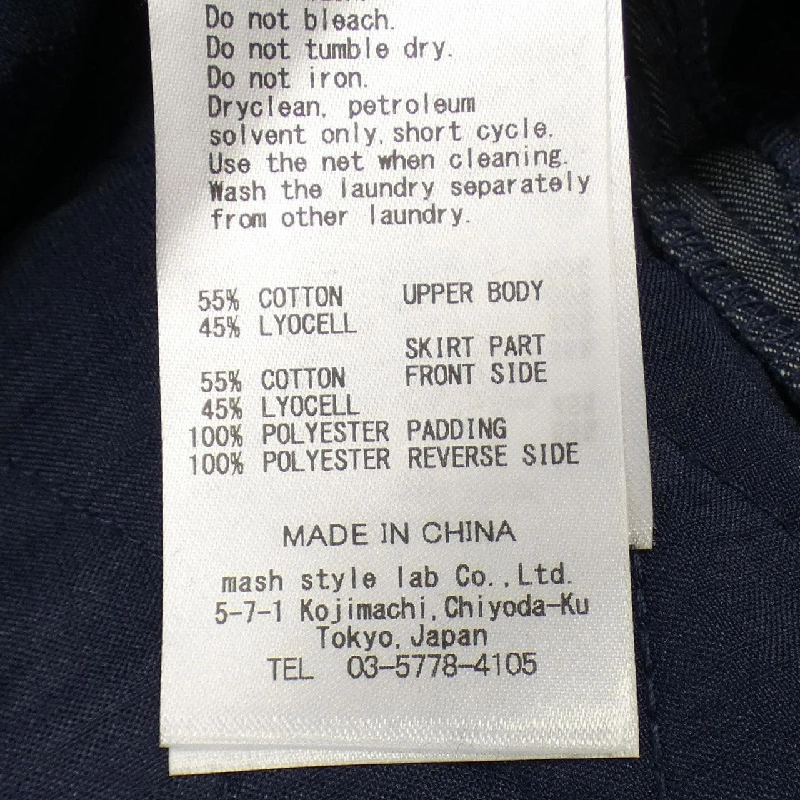 Do not bleach.
Do not tumble dry.
Do not iron.
Dryclean, petroleum
solvent only, short cycle.
Use the net when cleaning.
Wash the laundry separately
from other laundry.
55% COTTON UPPER BODY
45% LYOCELL
SKIRT PART
55% COTTON FRONT SIDE
45% LYOCELL
100% POLYESTER PADDING
100% POLYESTER REVERSE SIDE
MADE IN CHINA
mash style lab Co.,Ltd.
5-7-1 Kojimachi,Chiyoda-Ku
Tokyo,Japan
TEL 03-5778-4105